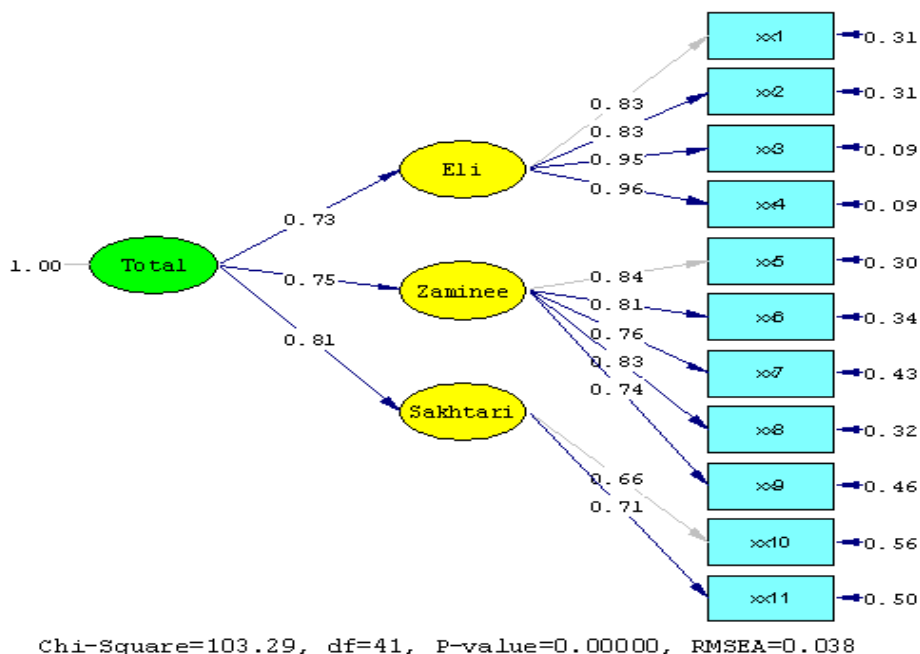 xx1 0.31
0.83
xx2 0.31
0.83
Eli 0.95 xx3 0.09
0.96 xx4 0.09
0.73
1.00 Total 0.84 xx5 0.30
0.75 Zaminee 0.81 xx6 0.34
0.76
0.81 0.83 xx7 0.43
0.74
Sakhtari xx8 0.32
0.66 xx9 0.46
0.71
xx10 0.56
xx11 0.50
Chi-Square=103.29, df=41, P-value=0.00000, RMSEA=0.038